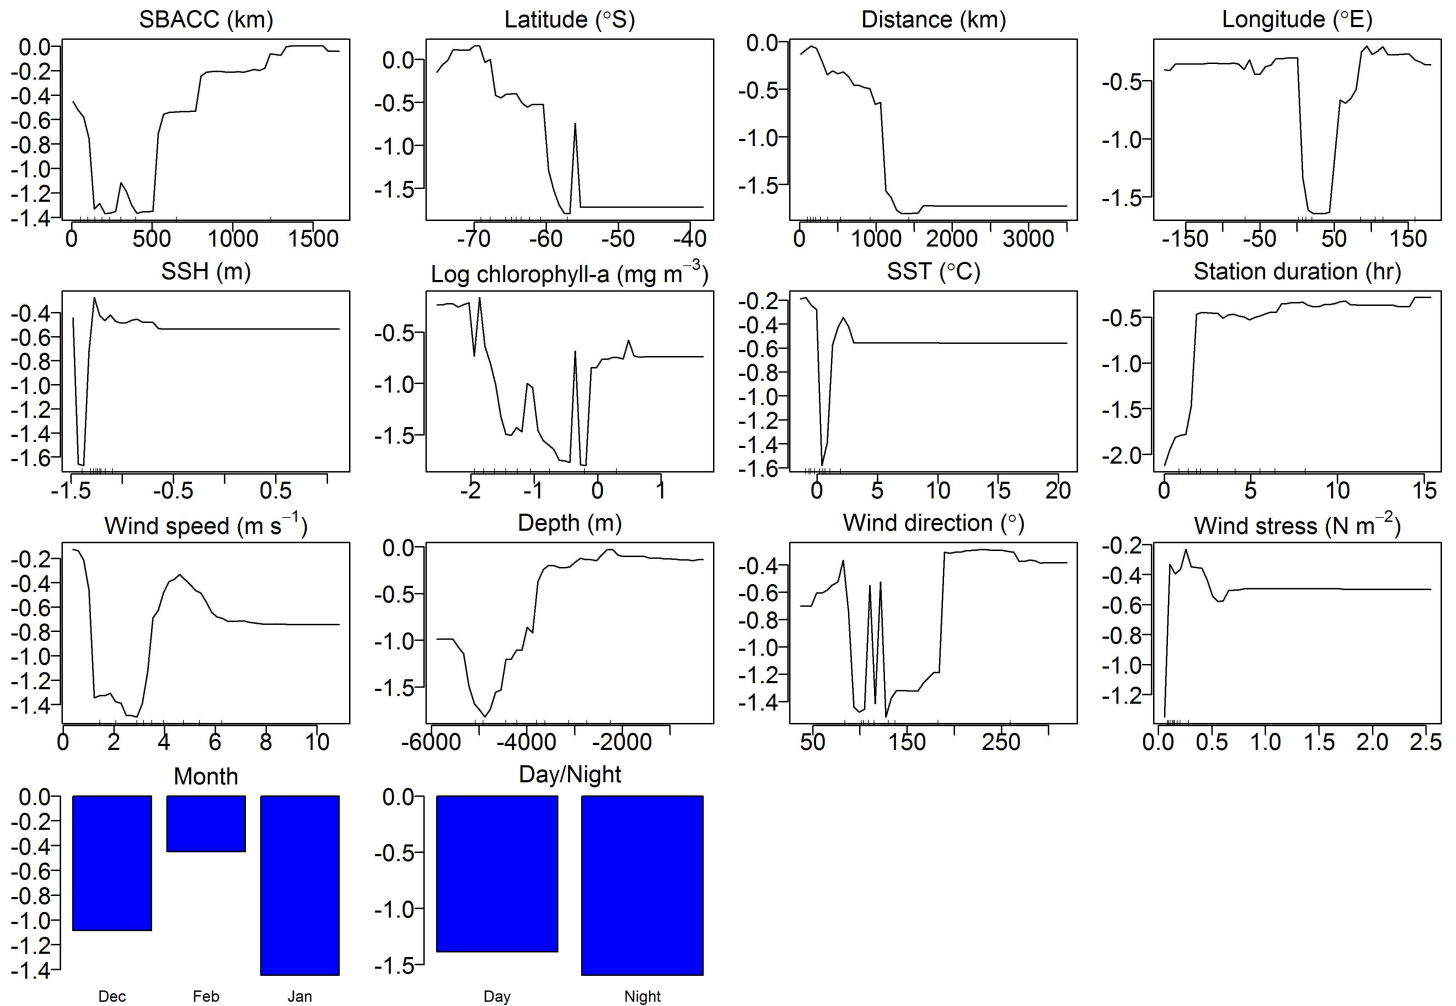 SBACC (km)
0.0
-0.2
-0.4
-0.6
-0.8
-1.0
-1.2
-1.4
0 500 1000 1500
Latitude (°S)
0.0
-0.5
-1.0
-1.5
-70 -60 -50 -40
Distance (km)
0.0
-0.5
-1.0
-1.5
0 1000 2000 3000
Longitude (°E)
-0.5
-1.0
-1.5
-150 -50 50 150
SSH (m)
-0.4
-0.6
-0.8
-1.0
-1.2
-1.4
-1.6
-1.5 -0.5 0.5
Log chlorophyll-a (mg m⁻³)
-0.5
-1.0
-1.5
-2 -1 0 1
SST (°C)
-0.2
-0.4
-0.6
-0.8
-1.0
-1.2
-1.4
-1.6
0 5 10 15 20
Station duration (hr)
-0.5
-1.0
-1.5
-2.0
0 5 10 15
Wind speed (m s⁻¹)
-0.2
-0.4
-0.6
-0.8
-1.0
-1.2
-1.4
0 2 4 6 8 10
Depth (m)
0.0
-0.5
-1.0
-1.5
-6000 -4000 -2000
Wind direction (°)
-0.4
-0.6
-0.8
-1.0
-1.2
-1.4
50 150 250
Wind stress (N m⁻²)
-0.2
-0.4
-0.6
-0.8
-1.0
-1.2
0.0 0.5 1.0 1.5 2.0 2.5
Month
0.0
-0.2
-0.4
-0.6
-0.8
-1.0
-1.2
-1.4
Dec Feb Jan
Day/Night
0.0
-0.5
-1.0
-1.5
Day Night